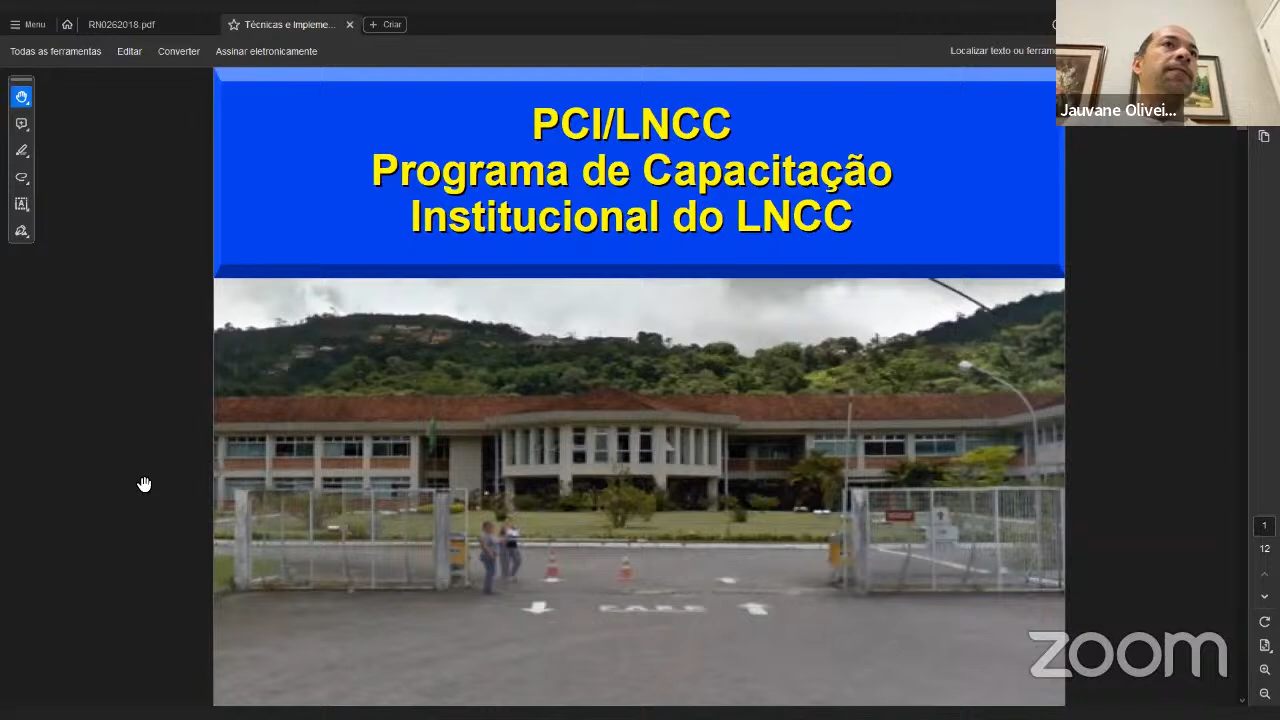 Menu
RN0262018.pdf
Técnicas e Impleme...
Criar
Todas as ferramentas
Editar
Converter
Assinar eletronicamente
Localizar texto ou ferram
Jauvane Olivei...
PCI/LNCC
Programa de Capacitação
Institucional do LNCC
PARE
1
12
zoom